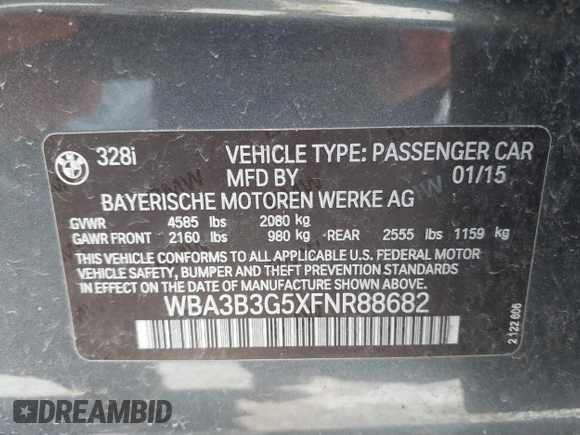 328i VEHICLE TYPE: PASSENGER CAR
MFD BY 01/15
BAYERISCHE MOTOREN WERKE AG
GVWR 4585 lbs 2080 kg
GAWR FRONT 2160 lbs 980 kg REAR 2555 lbs 1159 kg
THIS VEHICLE CONFORMS TO ALL APPLICABLE U.S. FEDERAL MOTOR
VEHICLE SAFETY, BUMPER AND THEFT PREVENTION STANDARDS
IN EFFECT ON THE DATE OF MANUFACTURE SHOWN ABOVE.
WBA3B3G5XFNR88682
2 122 606
DREAMBID